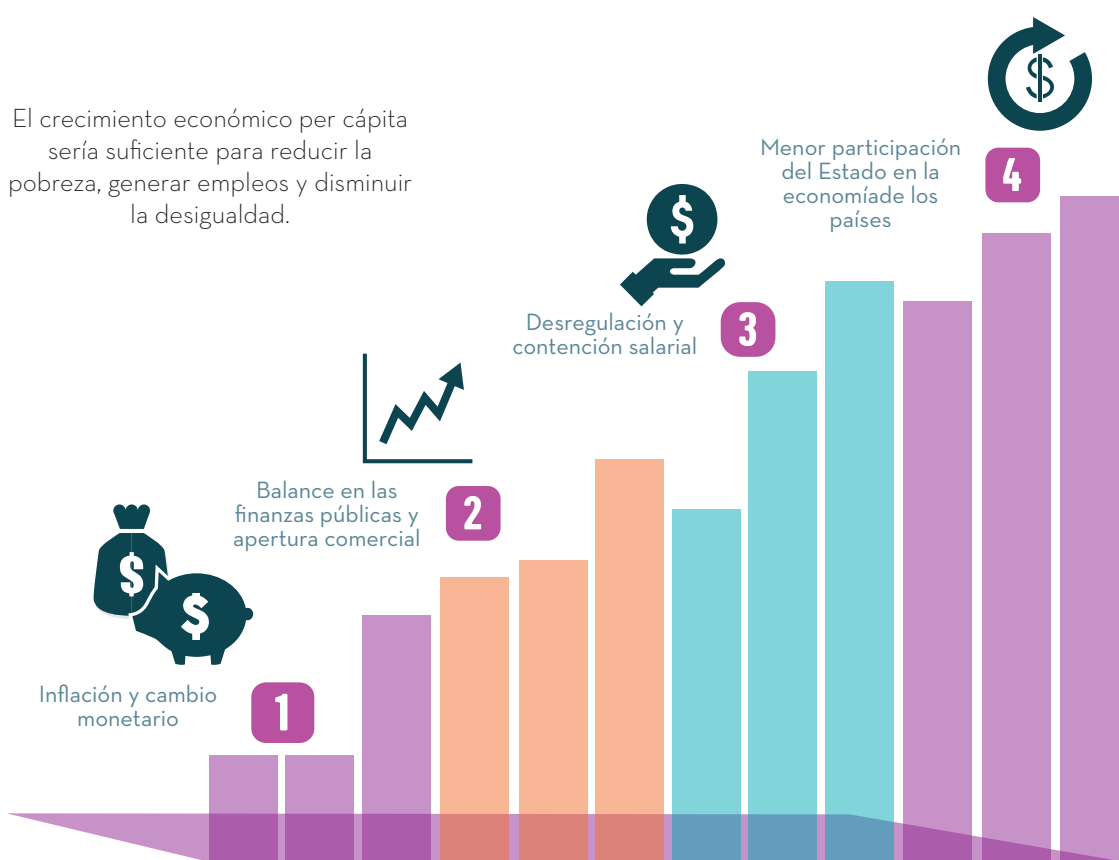 El crecimiento económico per cápita
sería suficiente para reducir la
pobreza, generar empleos y disminuir
la desigualdad.
$
Menor participación
del Estado en la
economíade los
países
4
$
Desregulación y
contención salarial
3
Balance en las
finanzas públicas y
apertura comercial
2
$
$
Inflación y cambio
monetario
1